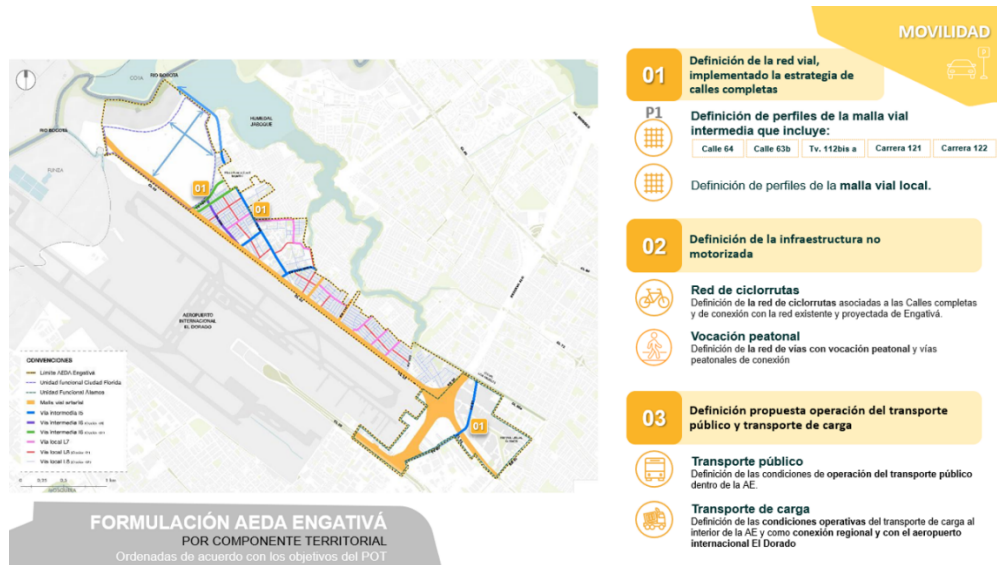 MOVILIDAD
01
Definición de la red vial,
implementado la estrategia de
calles completas
P1
Definición de perfiles de la malla vial
intermedia que incluye:
Calle 64
Calle 63b
Tv. 112bis a
Carrera 121
Carrera 122
Definición de perfiles de la malla vial local.
02
Definición de la infraestructura no
motorizada
Red de ciclorrutas
Definición de la red de ciclorrutas asociadas a las Calles completas
y de conexión con la red existente y proyectada de Engativá.
Vocación peatonal
Definición de la red de vías con vocación peatonal y vías
peatonales de conexión
03
Definición propuesta operación del transporte
público y transporte de carga
Transporte público
Definición de las condiciones de operación del transporte público
dentro de la AE.
Transporte de carga
Definición de las condiciones operativas del transporte de carga al
interior de la AE y como conexión regional y con el aeropuerto
internacional El Dorado
COTA
RIO BOGOTA
RIO BOGOTA
HUMEDAL
JABOQUE
FUNZA
01
01
AEROPUERTO
INTERNACIONAL
EL DORADO
01
CONVENCIONES
Límite AEDA Engativá
Unidad funcional Ciudad Florida
Unidad Funcional Álamos
Malla vial arterial
Vía intermedia I5
Vía intermedia I6
Vía intermedia I6
Vía local L7
Vía local L8
Vía local L8
MOSQUERA
FORMULACIÓN AEDA ENGATIVÁ
POR COMPONENTE TERRITORIAL
Ordenadas de acuerdo con los objetivos del POT